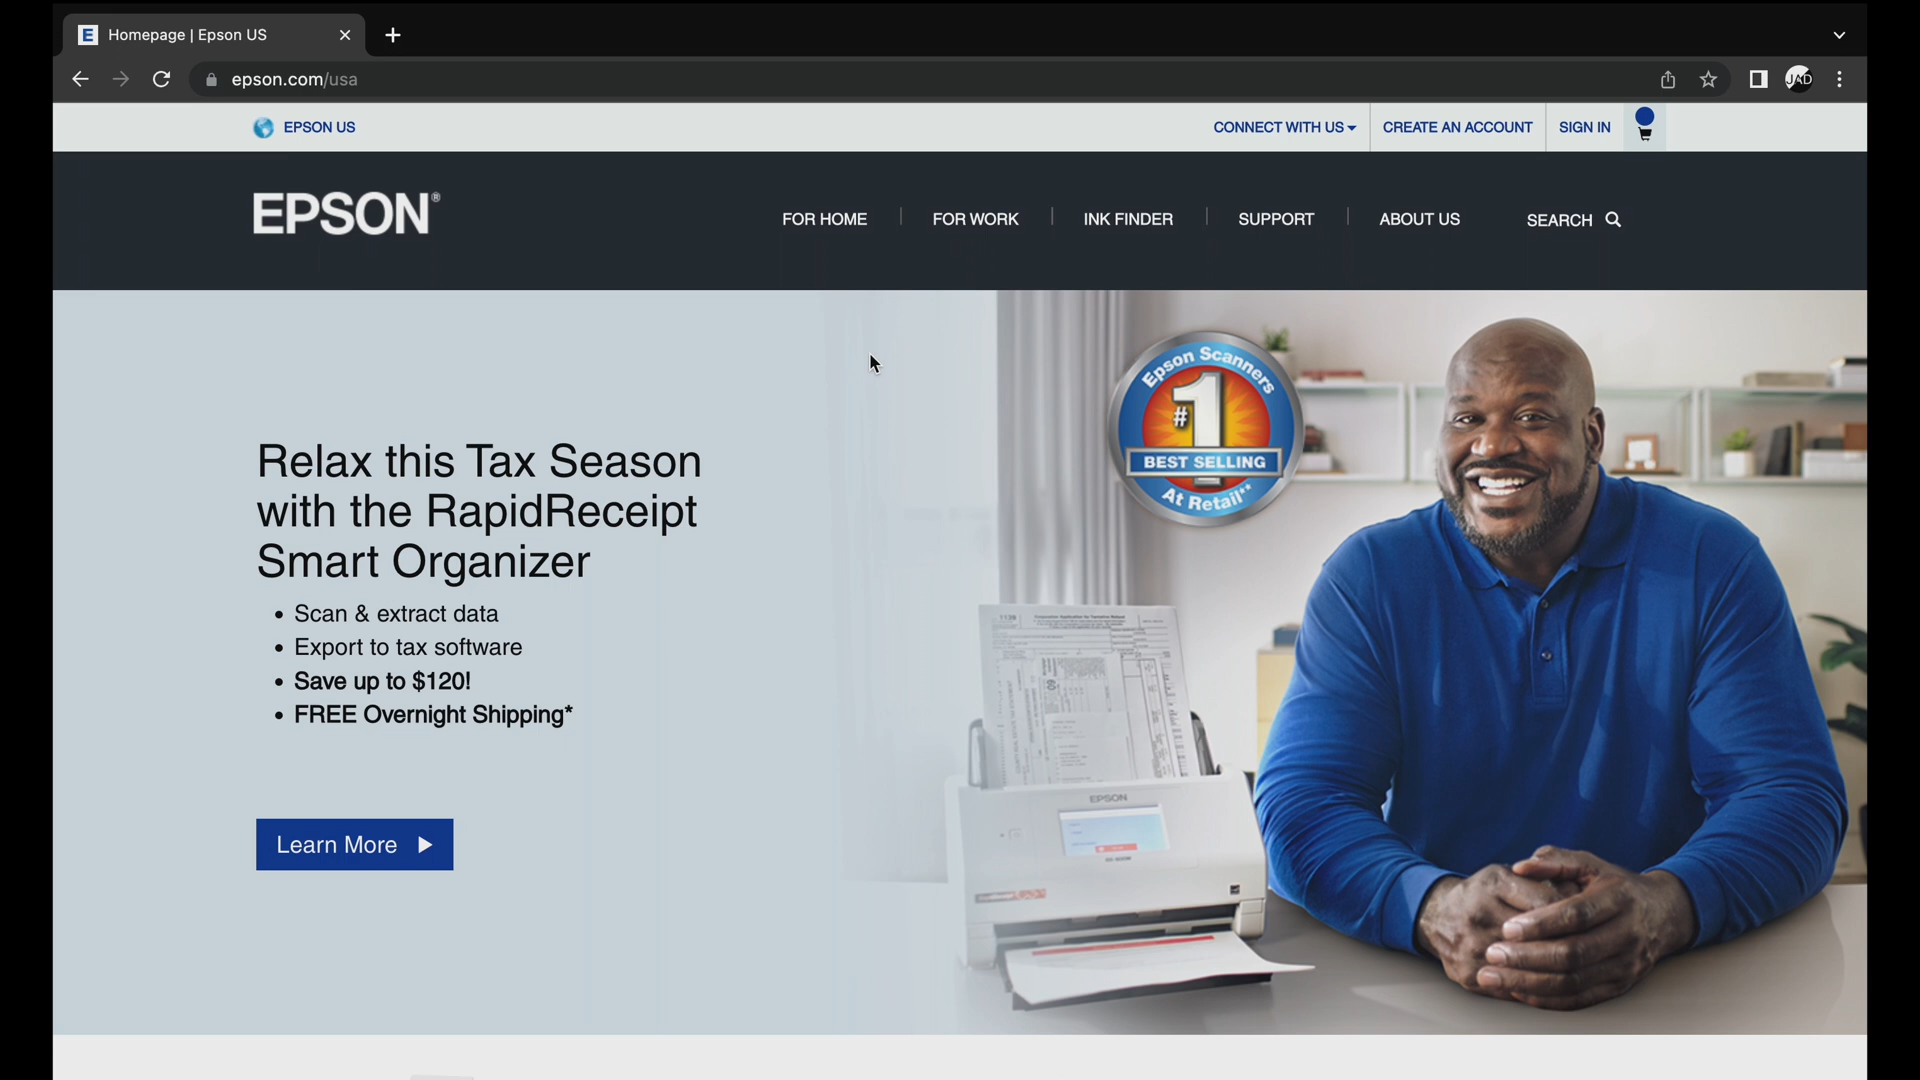 Homepage | Epson US
epson.com/usa
JAD
EPSON US
CONNECT WITH US
CREATE AN ACCOUNT
SIGN IN
EPSON®
FOR HOME
FOR WORK
INK FINDER
SUPPORT
ABOUT US
SEARCH
Relax this Tax Season
with the RapidReceipt
Smart Organizer
• Scan & extract data
• Export to tax software
• Save up to $120!
• FREE Overnight Shipping*
Learn More
Epson Scanners
#1
BEST SELLING
At Retail**
EPSON